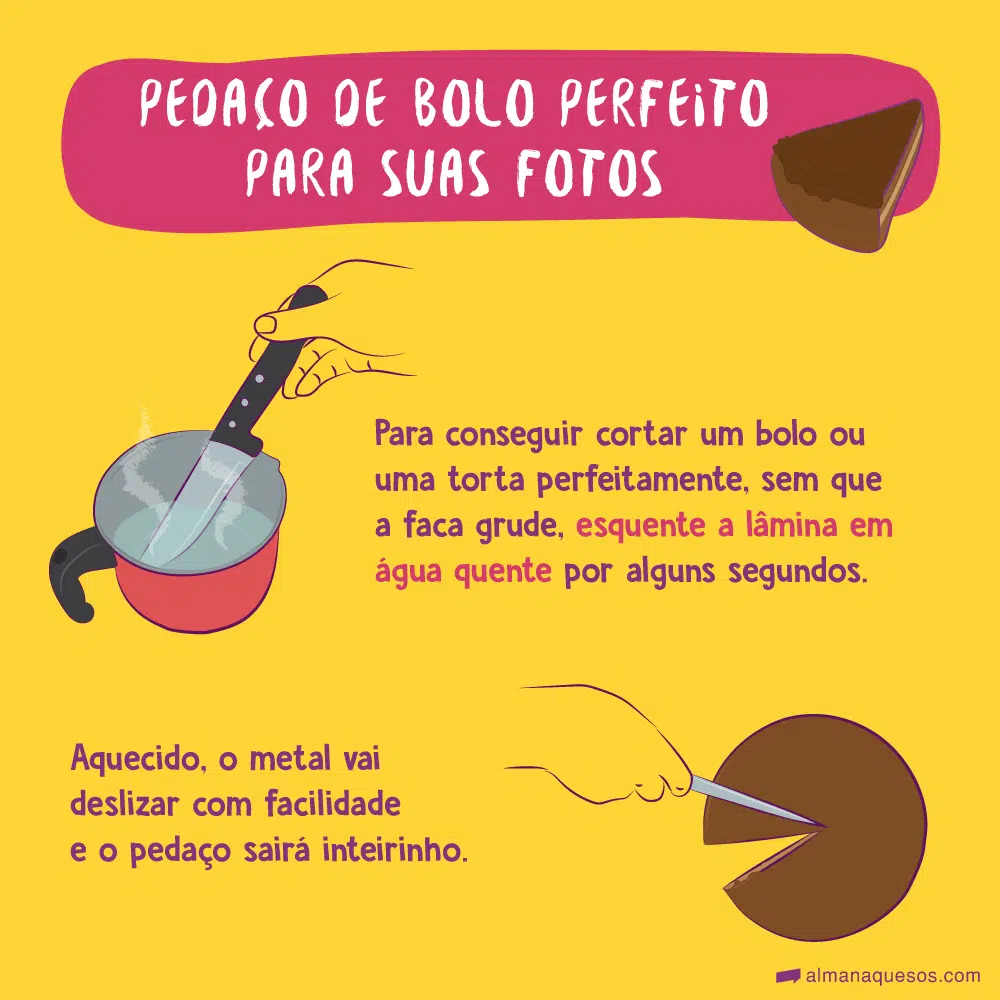 PEDAÇO DE BOLO PERFEiTO
PARA SUAS FOTOS
Para conseguir cortar um bolo ou
uma torta perfeitamente, sem que
a faca grude, esquente a lâmina em
água quente por alguns segundos.
Aquecido, o metal vai
deslizar com facilidade
e o pedaço sairá inteirinho.
almanaquesos.com